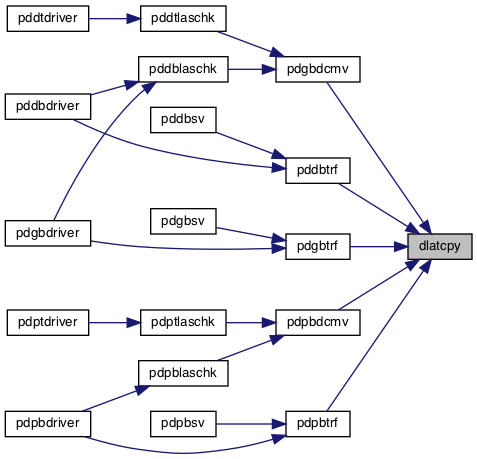 pddtdriver
pddtlaschk
pddblaschk
pdgbdcmv
pddbdriver
pddbsv
pddbtrf
pdgbsv
pdgbdriver
pdgbtrf
dlatcpy
pdptdriver
pdptlaschk
pdpbdcmv
pdpblaschk
pdpbdriver
pdpbsv
pdpbtrf